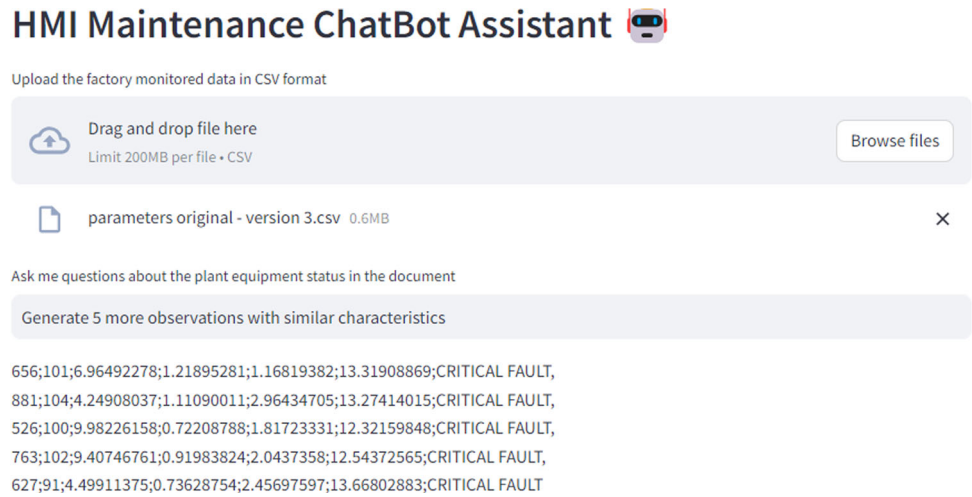 HMI Maintenance ChatBot Assistant
Upload the factory monitored data in CSV format
Drag and drop file here
Limit 200MB per file • CSV
Browse files
parameters original - version 3.csv 0.6MB
Ask me questions about the plant equipment status in the document
Generate 5 more observations with similar characteristics
656;101;6.96492278;1.21895281;1.16819382;13.31908869;CRITICAL FAULT,
881;104;4.24908037;1.11090011;2.96434705;13.27414015;CRITICAL FAULT,
526;100;9.98226158;0.72208788;1.81723331;12.32159848;CRITICAL FAULT,
763;102;9.40746761;0.91983824;2.0437358;12.54372565;CRITICAL FAULT,
627;91;4.49911375;0.73628754;2.45697597;13.66802883;CRITICAL FAULT